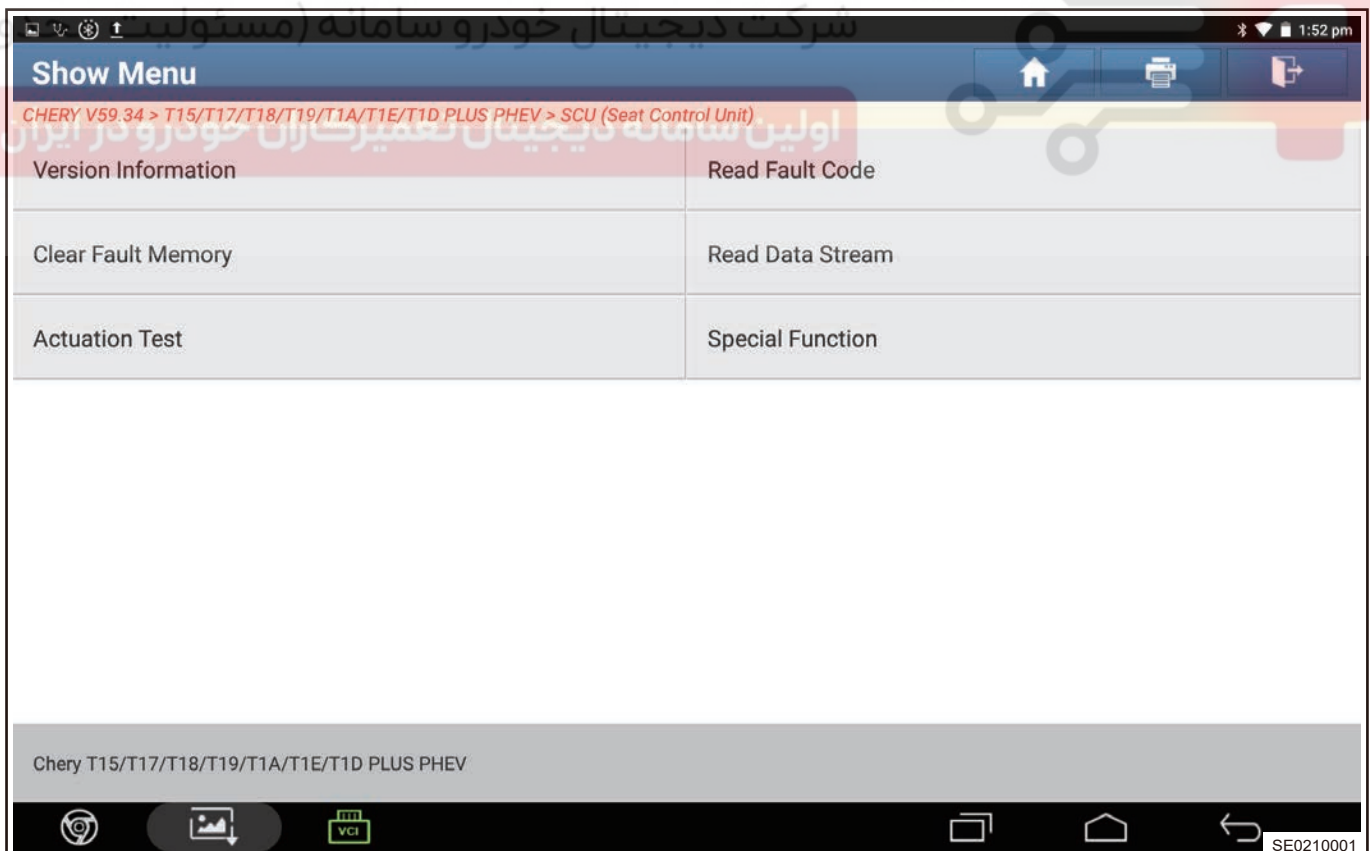 شرکت دیجیتال خودرو سامانه (مسئولیت
1:52 pm
Show Menu
CHERY V59.34 > T15/T17/T18/T19/T1A/T1E/T1D PLUS PHEV > SCU (Seat Control Unit)
اولین سامانه دیجیتال تعمیرکاران خودرو در ایران
Version Information
Read Fault Code
Clear Fault Memory
Read Data Stream
Actuation Test
Special Function
Chery T15/T17/T18/T19/T1A/T1E/T1D PLUS PHEV
VCI
SE0210001